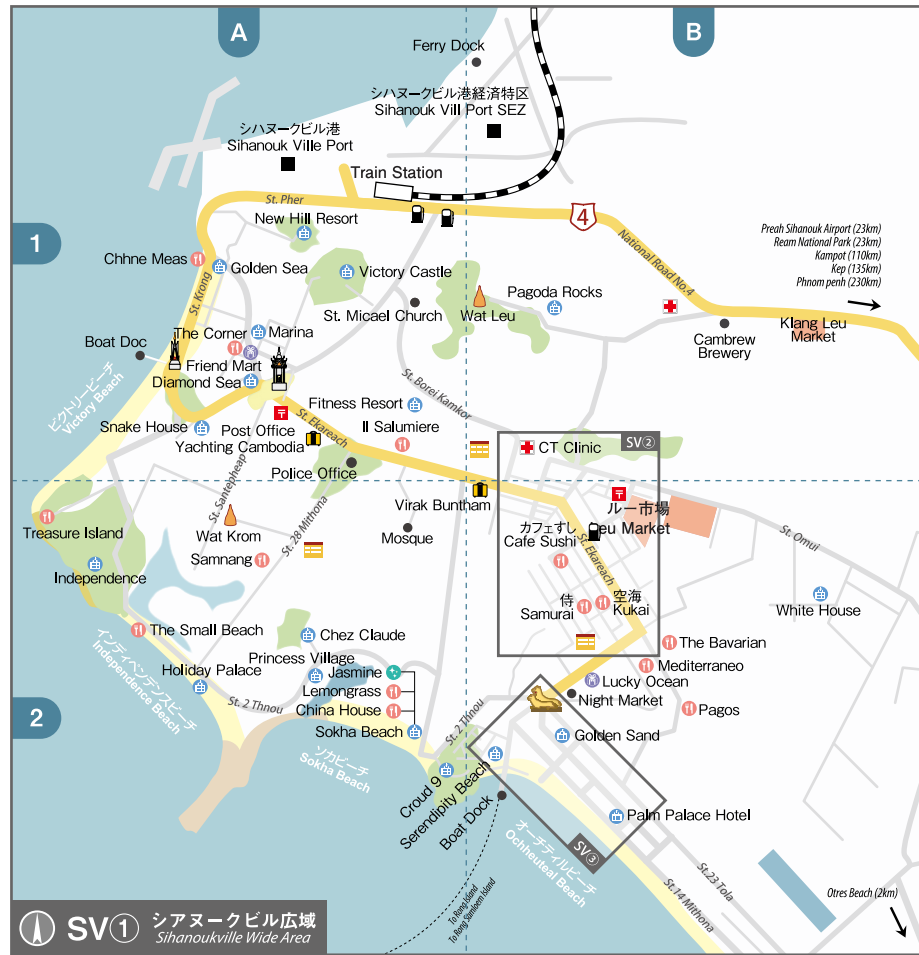 A
B
Ferry Dock
シハヌークビル港経済特区
Sihanouk Vill Port SEZ
シハヌークビル港
Sihanouk Ville Port
Train Station
St. Pher
4
New Hill Resort
1
National Road No.4
Preah Sihanouk Airport (23km)
Ream National Park (23km)
Kampot (110km)
Kep (135km)
Phnom penh (230km)
Chhne Meas
Golden Sea
Victory Castle
St. Krong
St. Micael Church
Wat Leu
Pagoda Rocks
Klang Leu
Market
Cambrew
Brewery
The Corner
Marina
Boat Doc
Friend Mart
Diamond Sea
ビクトリービーチ
Victory Beach
St. Borei Kamkor
Fitness Resort
Il Salumiere
Snake House
Post Office
Yachting Cambodia
St. Ekareach
Police Office
CT Clinic
SV②
St. Santepheap
Virak Buntham
ルー市場
eu Market
Treasure Island
Wat Krom
St. 28 Mithona
Mosque
カフェすし
Cafe Sushi
St. Ekareach
St. Omui
Samnang
Independence
侍
Samurai
空海
Kukai
White House
The Small Beach
インディペンデンスビーチ
Independence Beach
Chez Claude
The Bavarian
Princess Village
Holiday Palace
Jasmine
Mediterraneo
Lemongrass
Lucky Ocean
2
St. 2 Thnou
China House
Night Market
Pagos
Sokha Beach
St. 2 Thnou
Golden Sand
ソカビーチ
Sokha Beach
Croud 9
Serendipity Beach
Boat Dock
Palm Palace Hotel
オーチティルビーチ
Ochheuteal Beach
SV③
St.23 Tola
St.14 Mithona
Otres Beach (2km)
To Rong Island
To Rong Samloem Island
SV①
シアヌークビル広域
Sihanoukville Wide Area